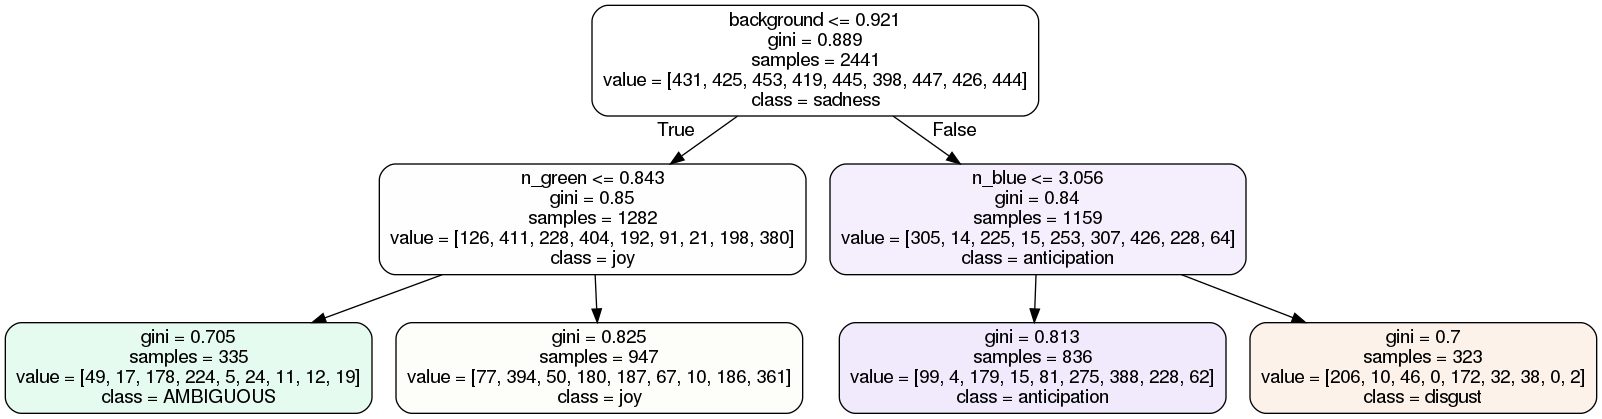 background <= 0.921
gini = 0.889
samples = 2441
value = [431, 425, 453, 419, 445, 398, 447, 426, 444]
class = sadness
True
False
n_green <= 0.843
gini = 0.85
samples = 1282
value = [126, 411, 228, 404, 192, 91, 21, 198, 380]
class = joy
n_blue <= 3.056
gini = 0.84
samples = 1159
value = [305, 14, 225, 15, 253, 307, 426, 228, 64]
class = anticipation
gini = 0.705
samples = 335
value = [49, 17, 178, 224, 5, 24, 11, 12, 19]
class = AMBIGUOUS
gini = 0.825
samples = 947
value = [77, 394, 50, 180, 187, 67, 10, 186, 361]
class = joy
gini = 0.813
samples = 836
value = [99, 4, 179, 15, 81, 275, 388, 228, 62]
class = anticipation
gini = 0.7
samples = 323
value = [206, 10, 46, 0, 172, 32, 38, 0, 2]
class = disgust